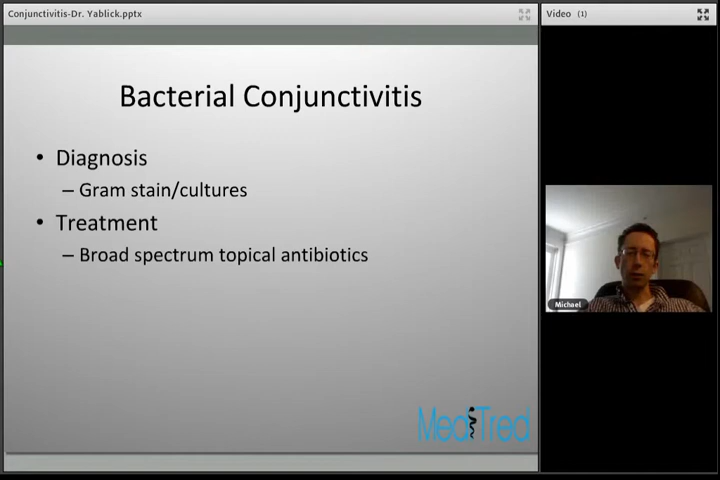 Conjunctivitis-Dr. Yablick.pptx
Video (1)
Bacterial Conjunctivitis
• Diagnosis
– Gram stain/cultures
• Treatment
– Broad spectrum topical antibiotics
Michael
MediTred